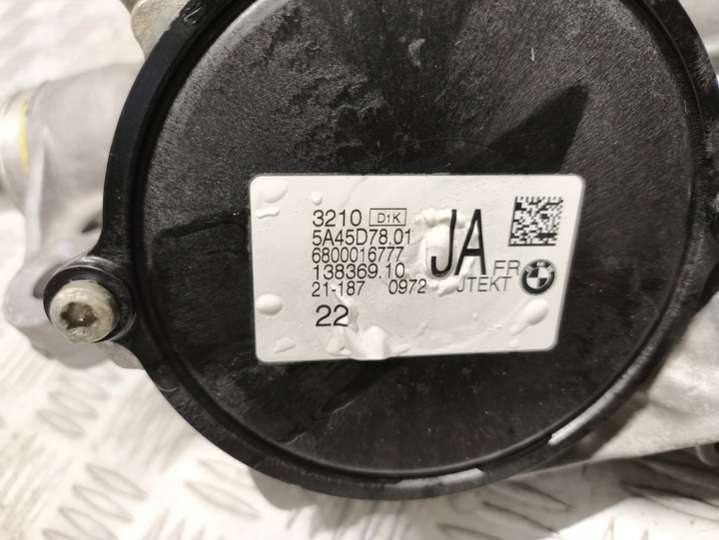 3210 D1K
5A45D78.01
6800016777
138369.10
21-187 0972
22
JA
FR
JTEKT